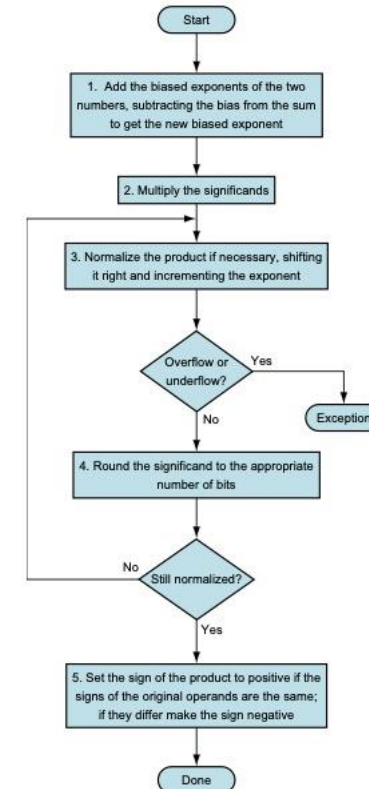 Start
1. Add the biased exponents of the two
numbers, subtracting the bias from the sum
to get the new biased exponent
2. Multiply the significands
3. Normalize the product if necessary, shifting
it right and incrementing the exponent
Overflow or
underflow?
Yes
Exception
No
4. Round the significand to the appropriate
number of bits
No
Still normalized?
Yes
5. Set the sign of the product to positive if the
signs of the original operands are the same;
if they differ make the sign negative
Done